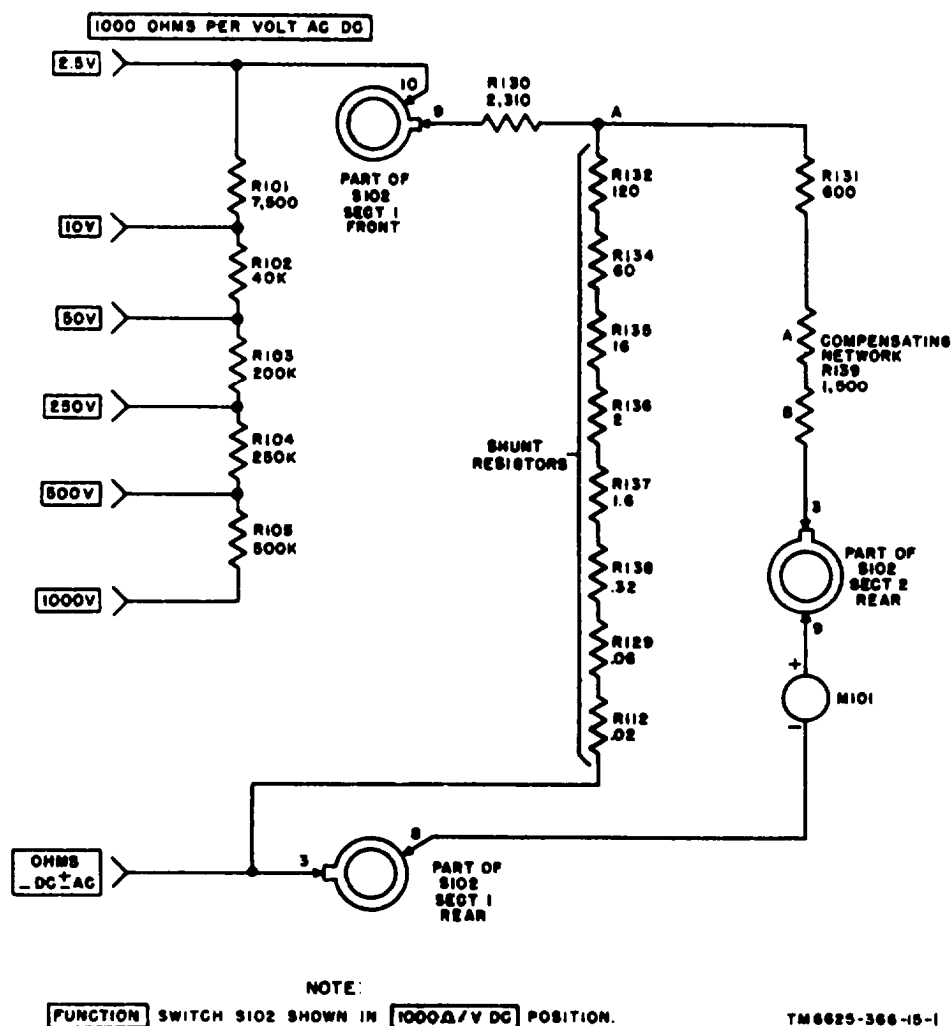 1000 OHMS PER VOLT AC DC
2.5V
10
R130
2,310
9
A
PART OF
S102
SECT 1
FRONT
R101
7,500
R132
120
R131
600
10V
R102
40K
R134
60
50V
R103
200K
R135
16
A
COMPENSATING
NETWORK
R139
1,500
250V
R104
250K
R136
2
B
SHUNT
RESISTORS
500V
R137
1.6
3
R105
500K
PART OF
S102
SECT 2
REAR
R138
.32
1000V
9
R129
.06
+
M101
-
R112
.02
8
OHMS
- DC ± AC
3
PART OF
S102
SECT 1
REAR
NOTE:
FUNCTION SWITCH S102 SHOWN IN 1000Ω/V DC POSITION.
TM6625-366-15-1